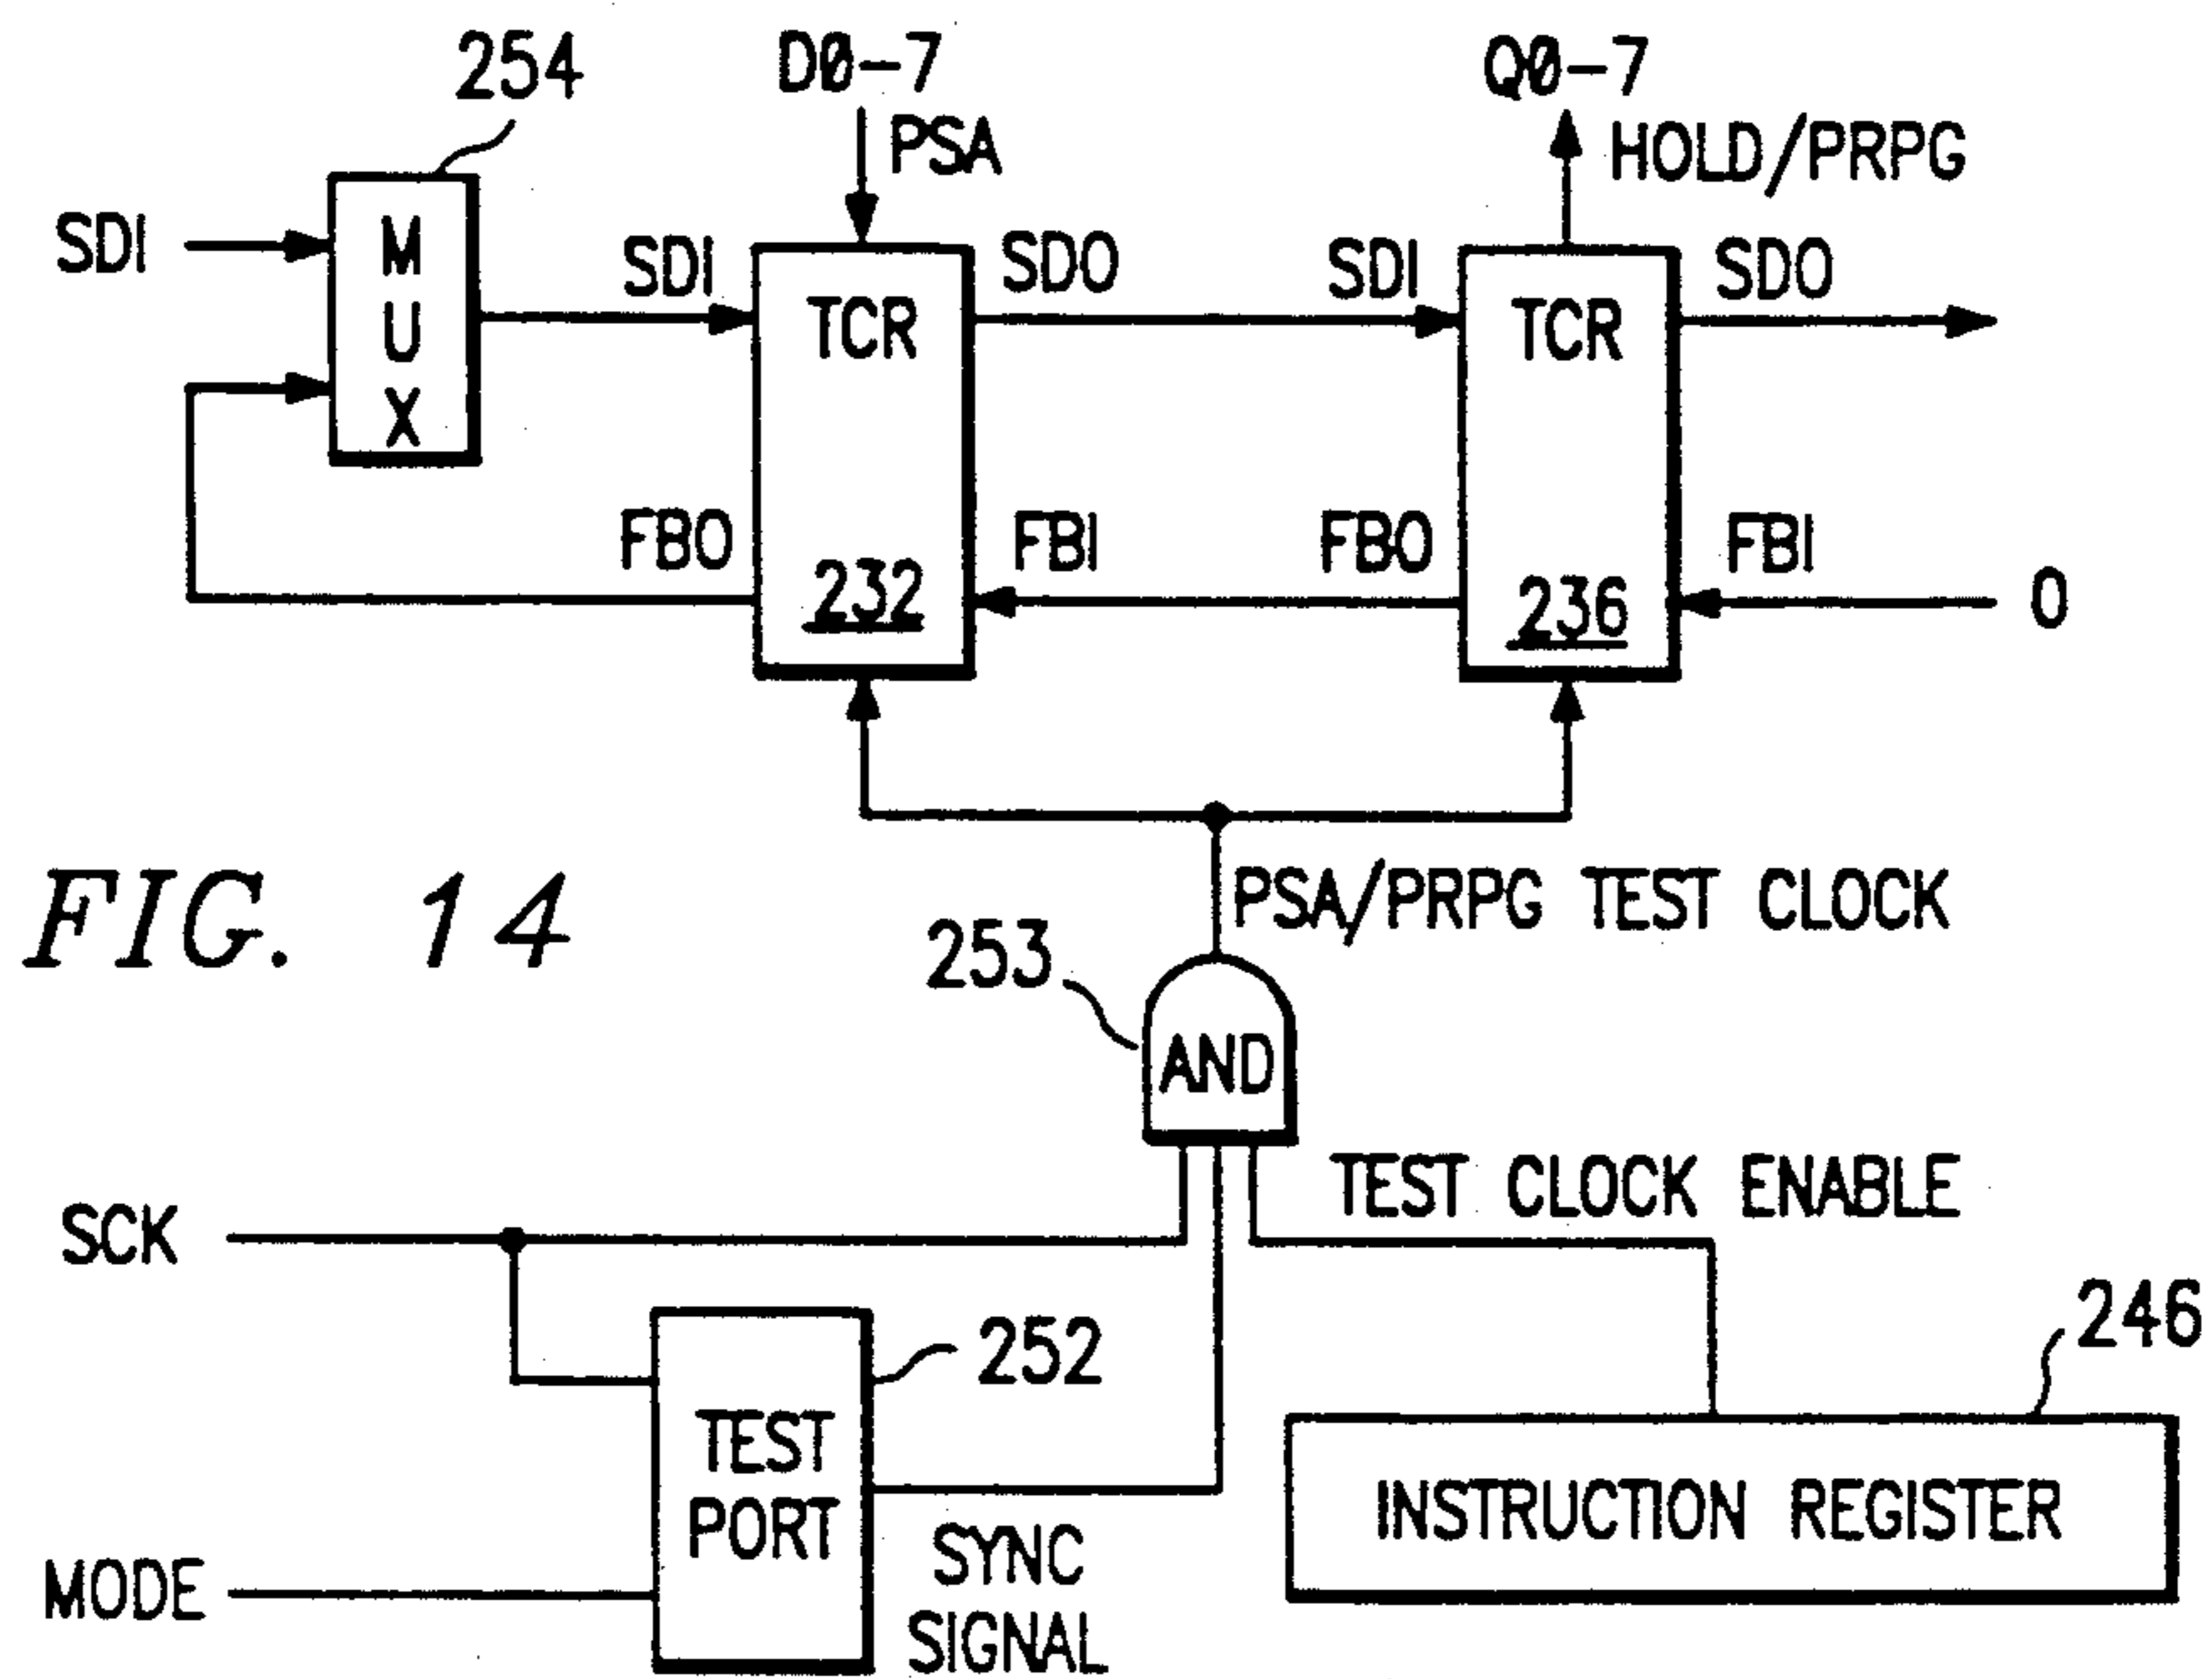 254
D0-7
Q0-7
PSA
HOLD/PRPG
SDI
MUX
SDI
TCR
SDO
SDI
TCR
SDO
FBO
232
FBI
FBO
236
FBI
0
FIG. 14
PSA/PRPG TEST CLOCK
253
AND
TEST CLOCK ENABLE
SCK
252
246
TEST
PORT
INSTRUCTION REGISTER
MODE
SYNC
SIGNAL